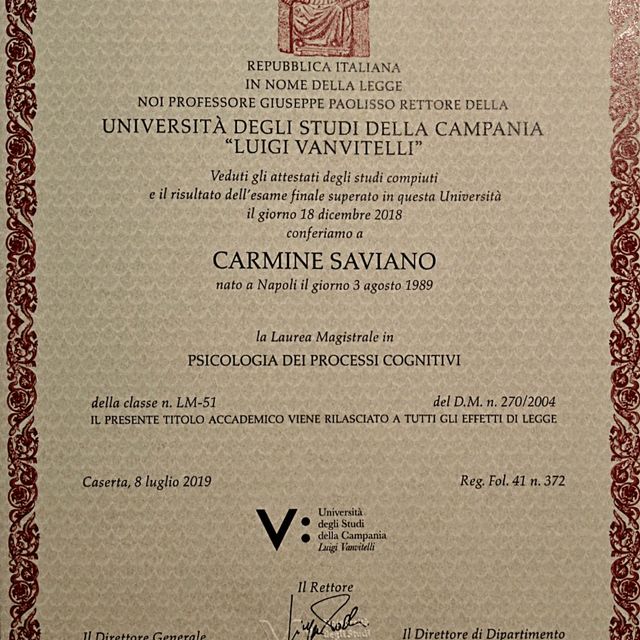 REPUBBLICA ITALIANA
IN NOME DELLA LEGGE
NOI PROFESSORE GIUSEPPE PAOLISSO RETTORE DELLA
UNIVERSITÀ DEGLI STUDI DELLA CAMPANIA
“LUIGI VANVITELLI”
Veduti gli attestati degli studi compiuti
e il risultato dell'esame finale superato in questa Università
il giorno 18 dicembre 2018
conferiamo a
CARMINE SAVIANO
nato a Napoli il giorno 3 agosto 1989
la Laurea Magistrale in
PSICOLOGIA DEI PROCESSI COGNITIVI
della classe n. LM-51 del D.M. n. 270/2004
IL PRESENTE TITOLO ACCADEMICO VIENE RILASCIATO A TUTTI GLI EFFETTI DI LEGGE
Caserta, 8 luglio 2019 Reg. Fol. 41 n. 372
V:
Università
degli Studi
della Campania
Luigi Vanvitelli
Il Rettore
degli Studi
Il Direttore Generale Il Direttore di Dipartimento